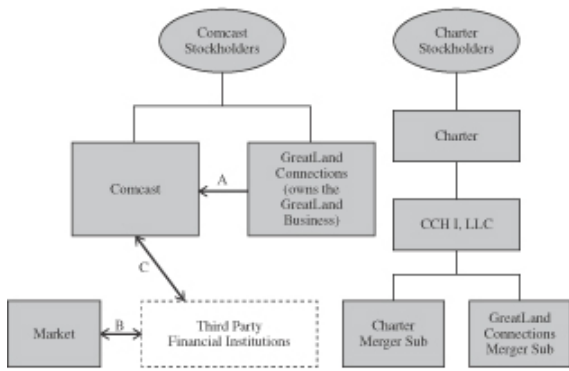 Comcast
Stockholders
Charter
Stockholders
Comcast
A
GreatLand
Connections
(owns the
GreatLand
Business)
Charter
CCH I, LLC
C
Market
B
Third Party
Financial Institutions
Charter
Merger Sub
GreatLand
Connections
Merger Sub